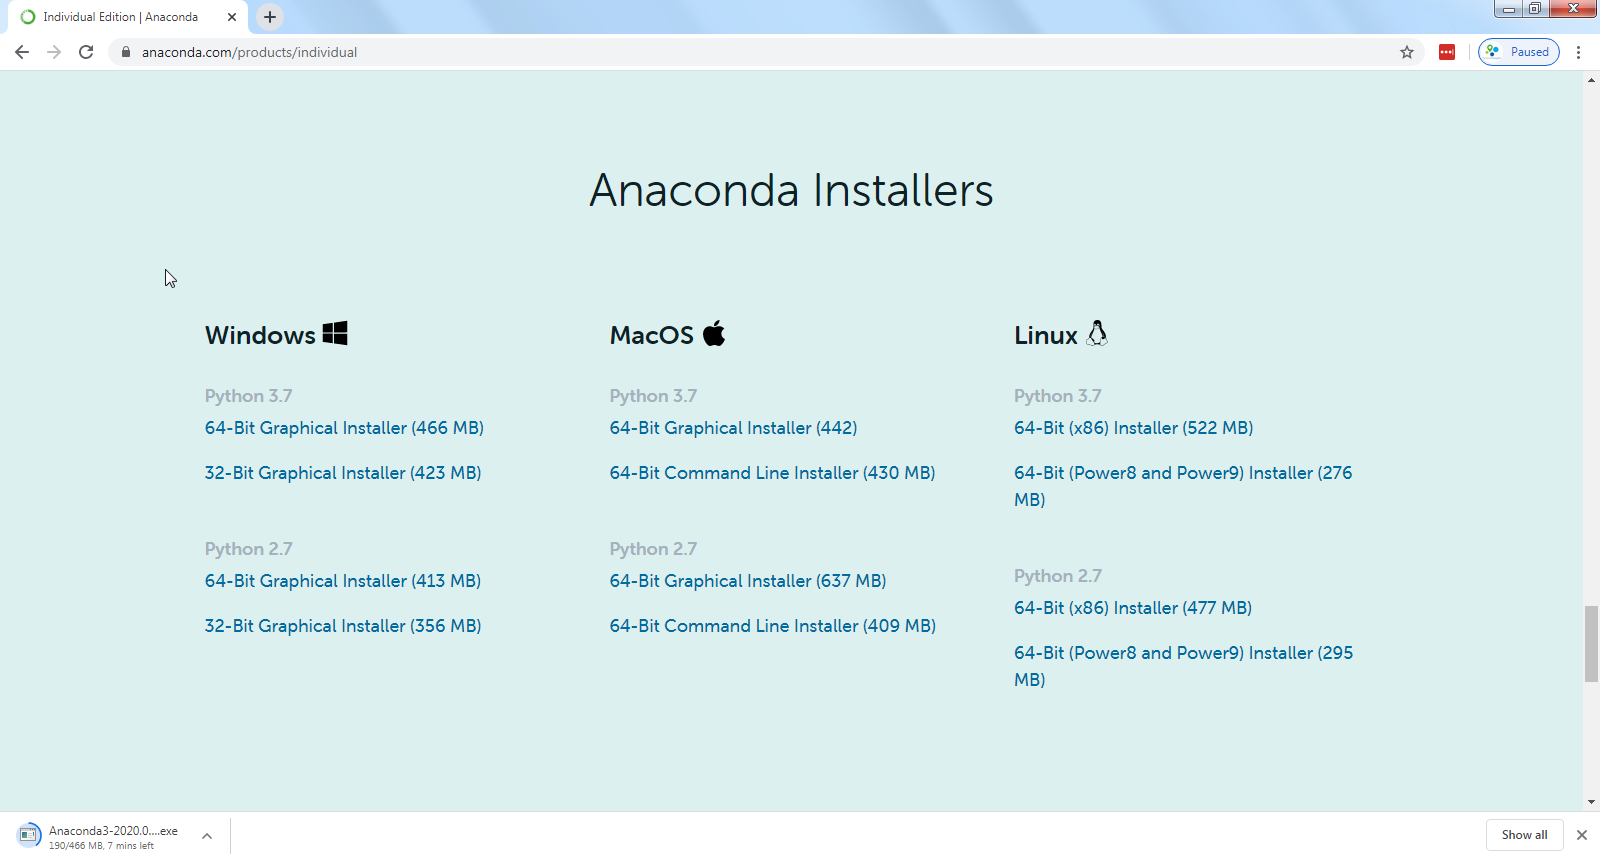 Individual Edition | Anaconda
anaconda.com/products/individual
Paused
Anaconda Installers
Windows
Python 3.7
64-Bit Graphical Installer (466 MB)
32-Bit Graphical Installer (423 MB)
Python 2.7
64-Bit Graphical Installer (413 MB)
32-Bit Graphical Installer (356 MB)
MacOS
Python 3.7
64-Bit Graphical Installer (442)
64-Bit Command Line Installer (430 MB)
Python 2.7
64-Bit Graphical Installer (637 MB)
64-Bit Command Line Installer (409 MB)
Linux
Python 3.7
64-Bit (x86) Installer (522 MB)
64-Bit (Power8 and Power9) Installer (276
MB)
Python 2.7
64-Bit (x86) Installer (477 MB)
64-Bit (Power8 and Power9) Installer (295
MB)
Anaconda3-2020.0....exe
190/466 MB, 7 mins left
Show all